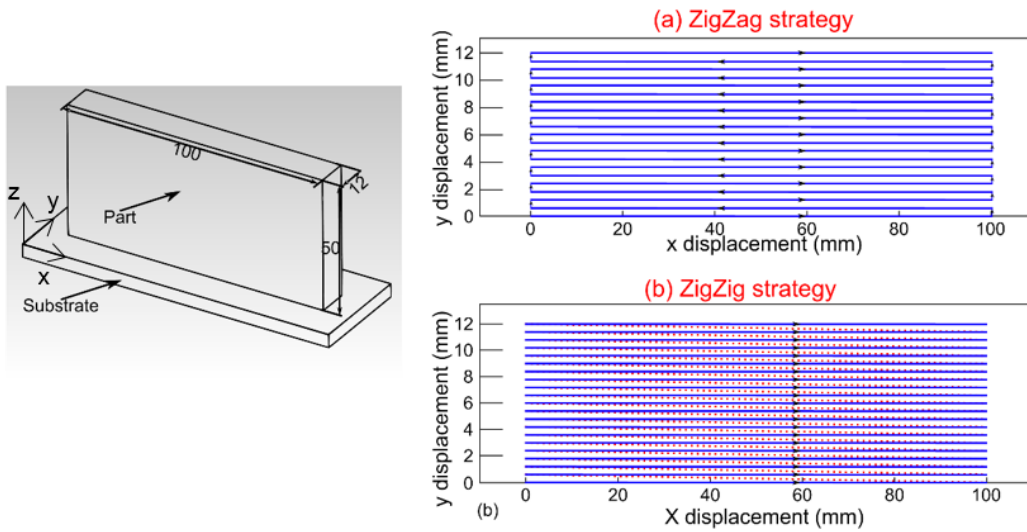 100
12
z
y
Part
50
x
Substrate
(a) ZigZag strategy
12
10
8
6
4
2
0
y displacement (mm)
0 20 40 60 80 100
x displacement (mm)
(b) ZigZig strategy
12
10
8
6
4
2
0
y displacement (mm)
0 20 40 60 80 100
(b)
X displacement (mm)